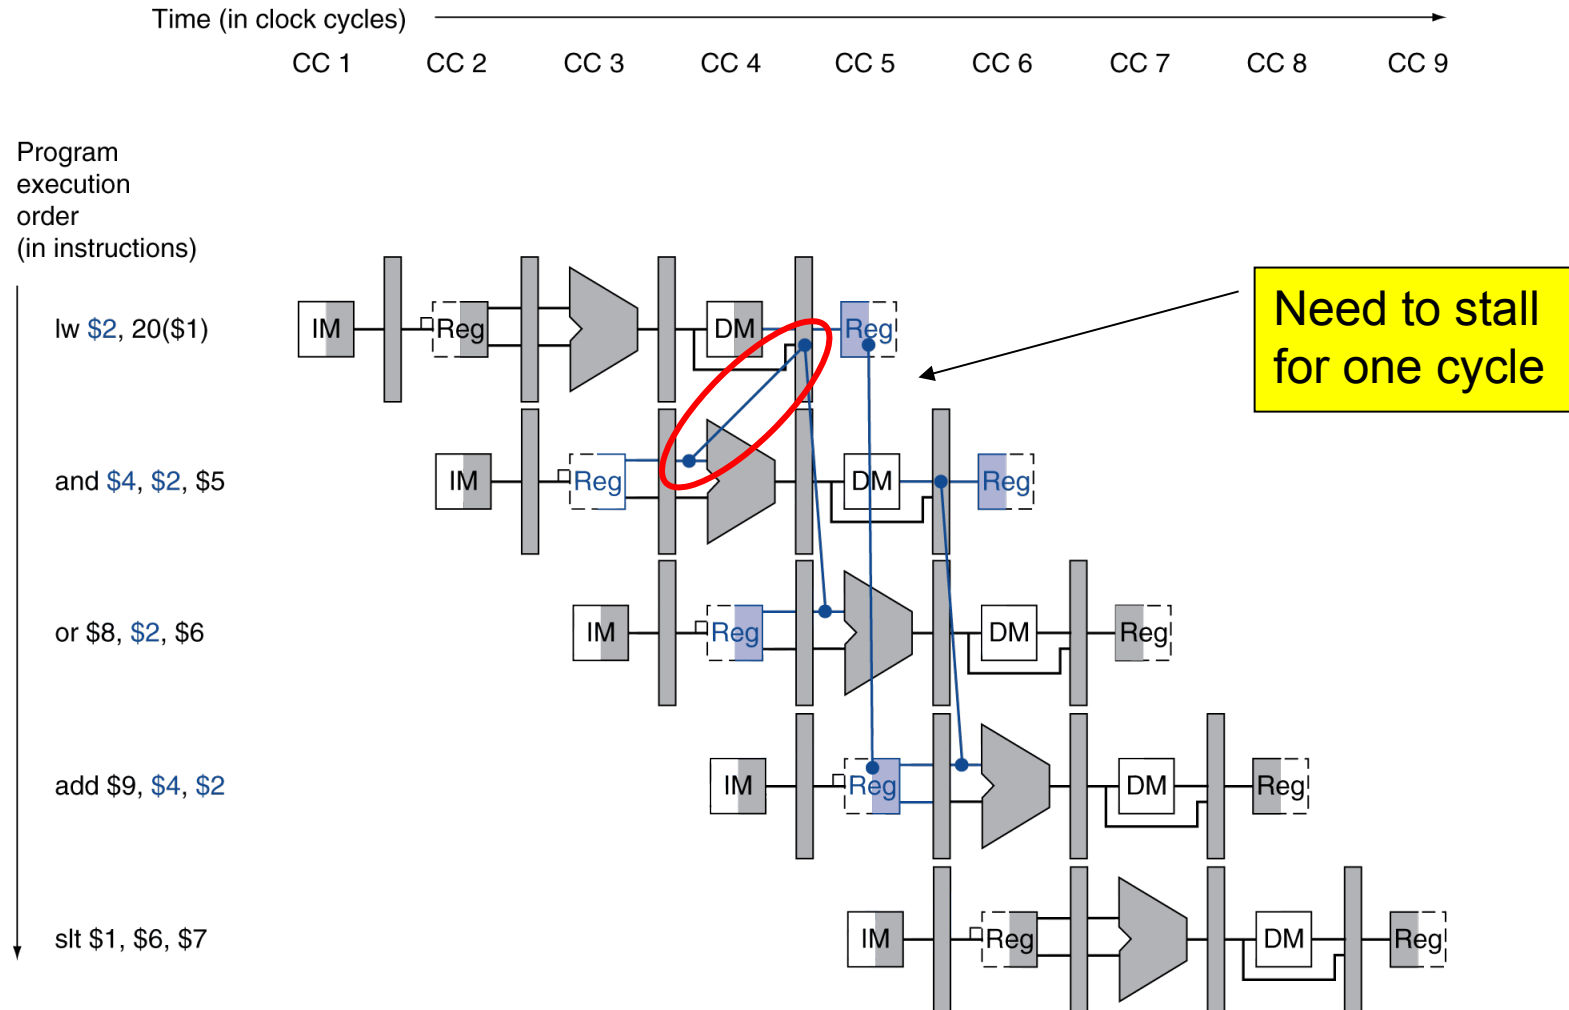 Time (in clock cycles)
CC 1 CC 2 CC 3 CC 4 CC 5 CC 6 CC 7 CC 8 CC 9
Program
execution
order
(in instructions)
Need to stall
for one cycle
lw $2, 20($1) IM Reg DM Reg
and $4, $2, $5 IM Reg DM Reg
or $8, $2, $6 IM Reg DM Reg
add $9, $4, $2 IM Reg DM Reg
slt $1, $6, $7 IM Reg DM Reg